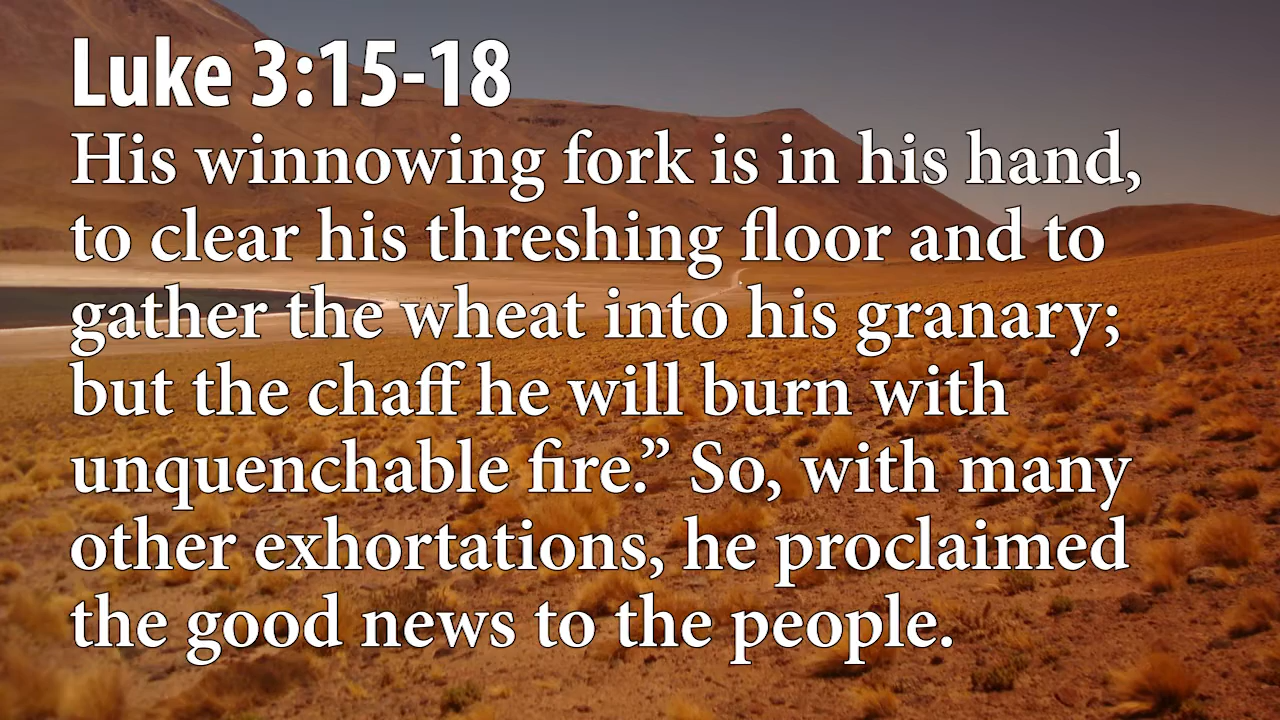 Luke 3:15-18
His winnowing fork is in his hand,
to clear his threshing floor and to
gather the wheat into his granary;
but the chaff he will burn with
unquenchable fire.” So, with many
other exhortations, he proclaimed
the good news to the people.